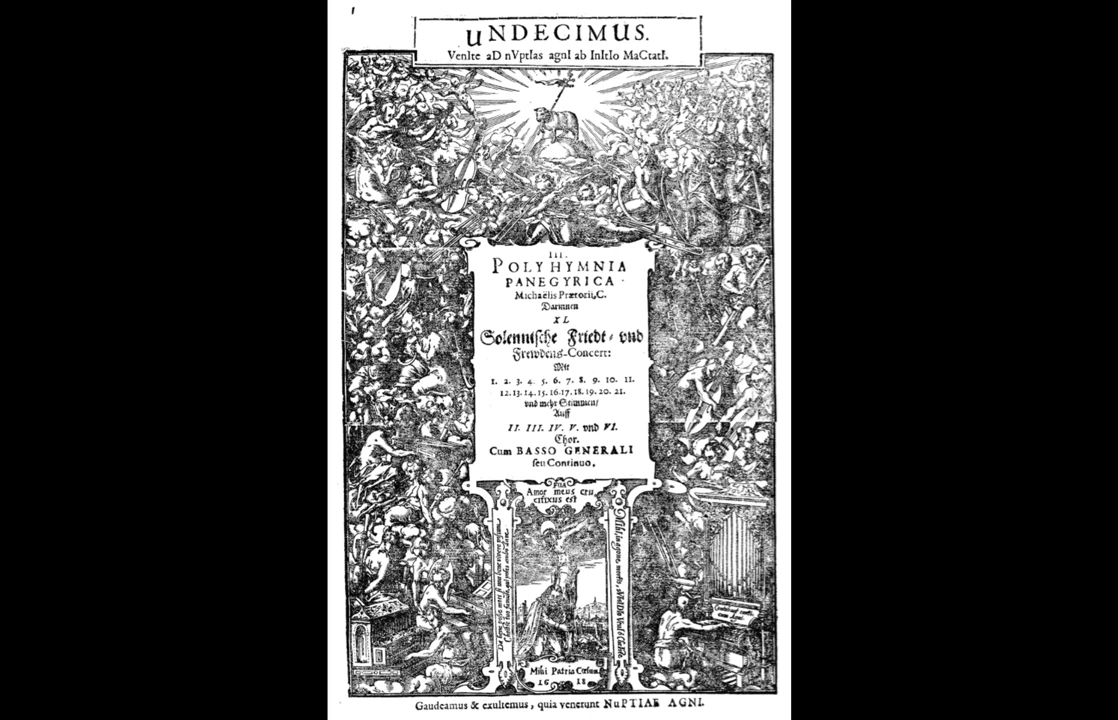 UNDECIMUS.
VenIte aD nVptIas agnI ab InItIo MaCtatI.
III.
POLYHYMNIA
PANEGYRICA
Michaëlis Prætorii, C.
Darinnen
XL
Solennische Friedt- vnd
Frewdens-Concert:
Mit
1. 2. 3. 4. 5. 6. 7. 8. 9. 10. 11.
12. 13. 14. 15. 16. 17. 18. 19. 20. 21.
vnd mehr Stimmen/
Auff
II. III. IV. V. vnd VI.
Chor.
Cum BASSO GENERALI
seu Continuo.
Amor meus cru
cifixus est
Mihi Patria Cœlum.
1618
Gaudeamus & exultemus, quia venerunt NUPTIAE AGNI.